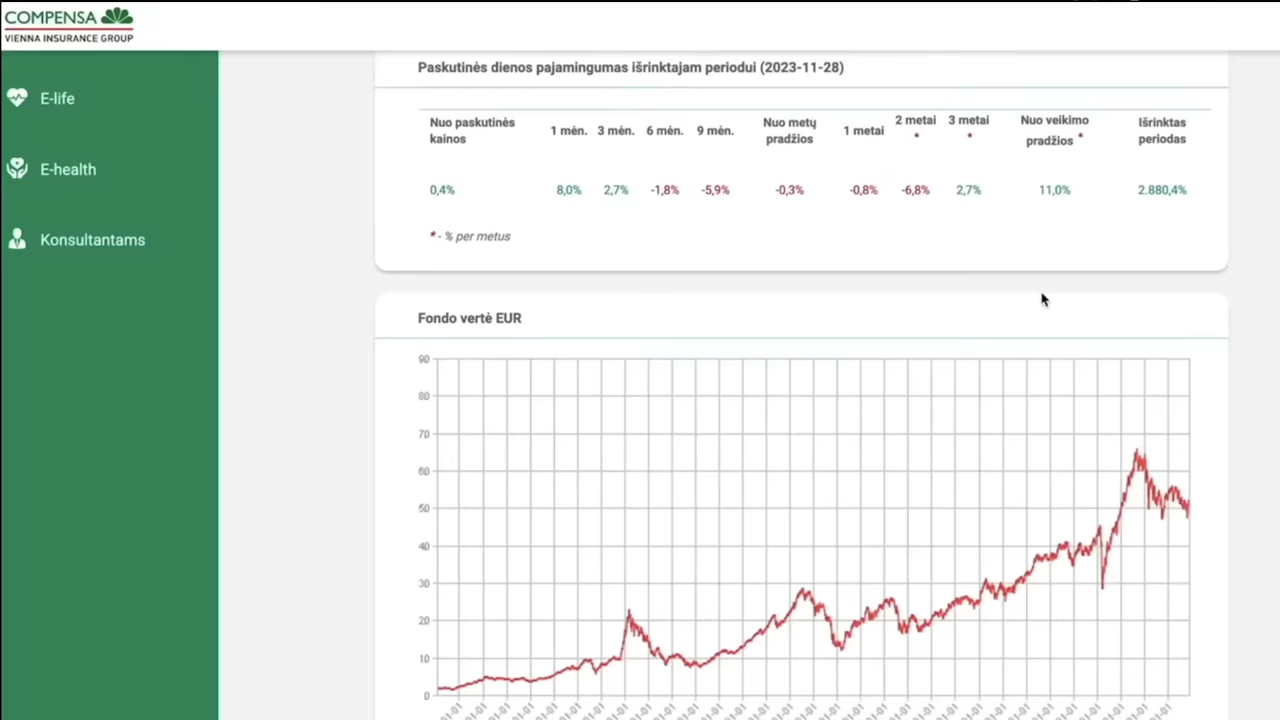 COMPENSA
VIENNA INSURANCE GROUP
E-life
E-health
Konsultantams
Paskutinės dienos pajamingumas išrinktajam periodui (2023-11-28)
Nuo paskutinės kainos 1 mėn. 3 mėn. 6 mėn. 9 mėn. Nuo metų pradžios 1 metai 2 metai * 3 metai * Nuo veikimo pradžios * Išrinktas periodas
0,4% 8,0% 2,7% -1,8% -5,9% -0,3% -0,8% -6,8% 2,7% 11,0% 2.880,4%
* - % per metus
Fondo vertė EUR
90
80
70
60
50
40
30
20
10
0